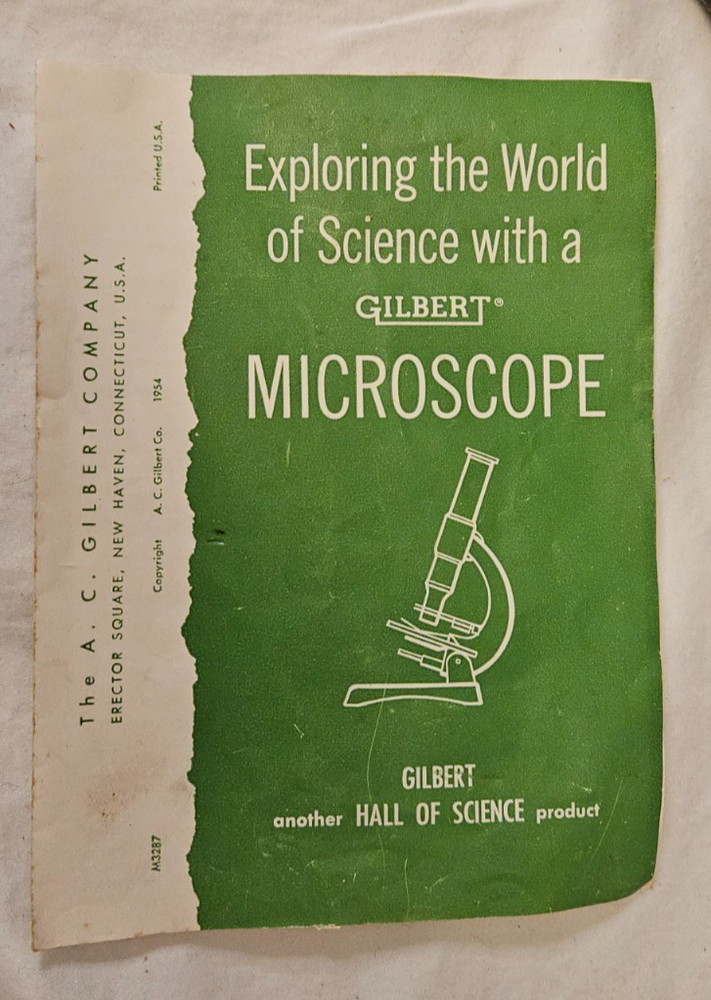 Exploring the World
of Science with a
GILBERT®
MICROSCOPE
GILBERT
another HALL OF SCIENCE product
The A. C. GILBERT COMPANY
ERECTOR SQUARE, NEW HAVEN, CONNECTICUT, U.S.A.
M3287 Copyright A. C. Gilbert Co. 1954 Printed U.S.A.